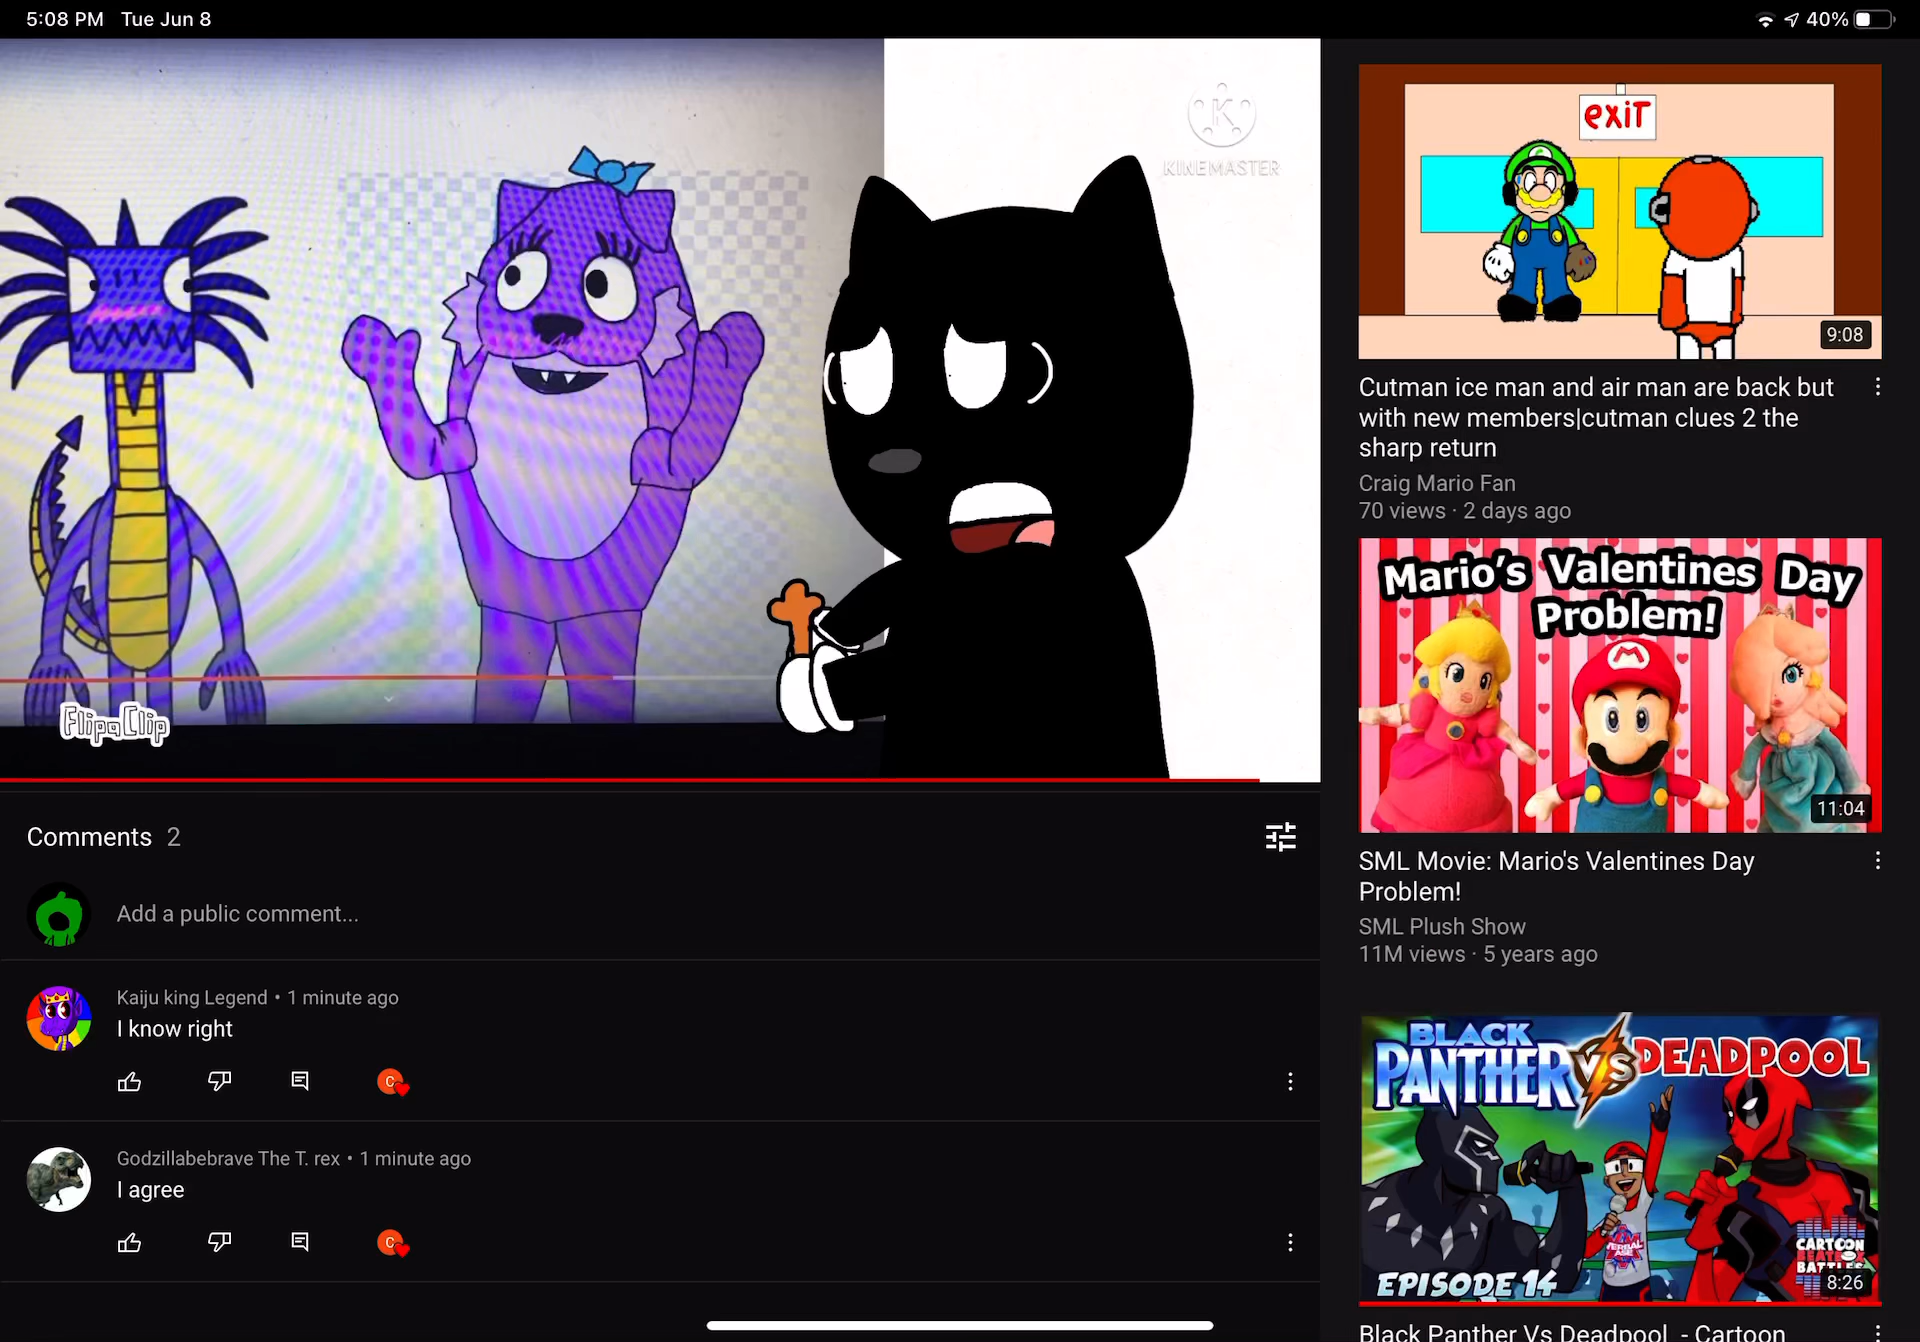 5:08 PM Tue Jun 8
40%
K
KINEMASTER
FlipaClip
Comments 2
Add a public comment...
Kaiju king Legend • 1 minute ago
I know right
C
Godzillabebrave The T. rex • 1 minute ago
I agree
C
exiT
9:08
Cutman ice man and air man are back but
with new members|cutman clues 2 the
sharp return
Craig Mario Fan
70 views · 2 days ago
Mario's Valentines Day
Problem!
M
11:04
SML Movie: Mario's Valentines Day
Problem!
SML Plush Show
11M views · 5 years ago
BLACK
PANTHER VS DEADPOOL
VERBAL
ASE
CARTOON
BEATBOX
BATTLES
EPISODE 14
8:26
Black Panther Vs Deadpool - Cartoon